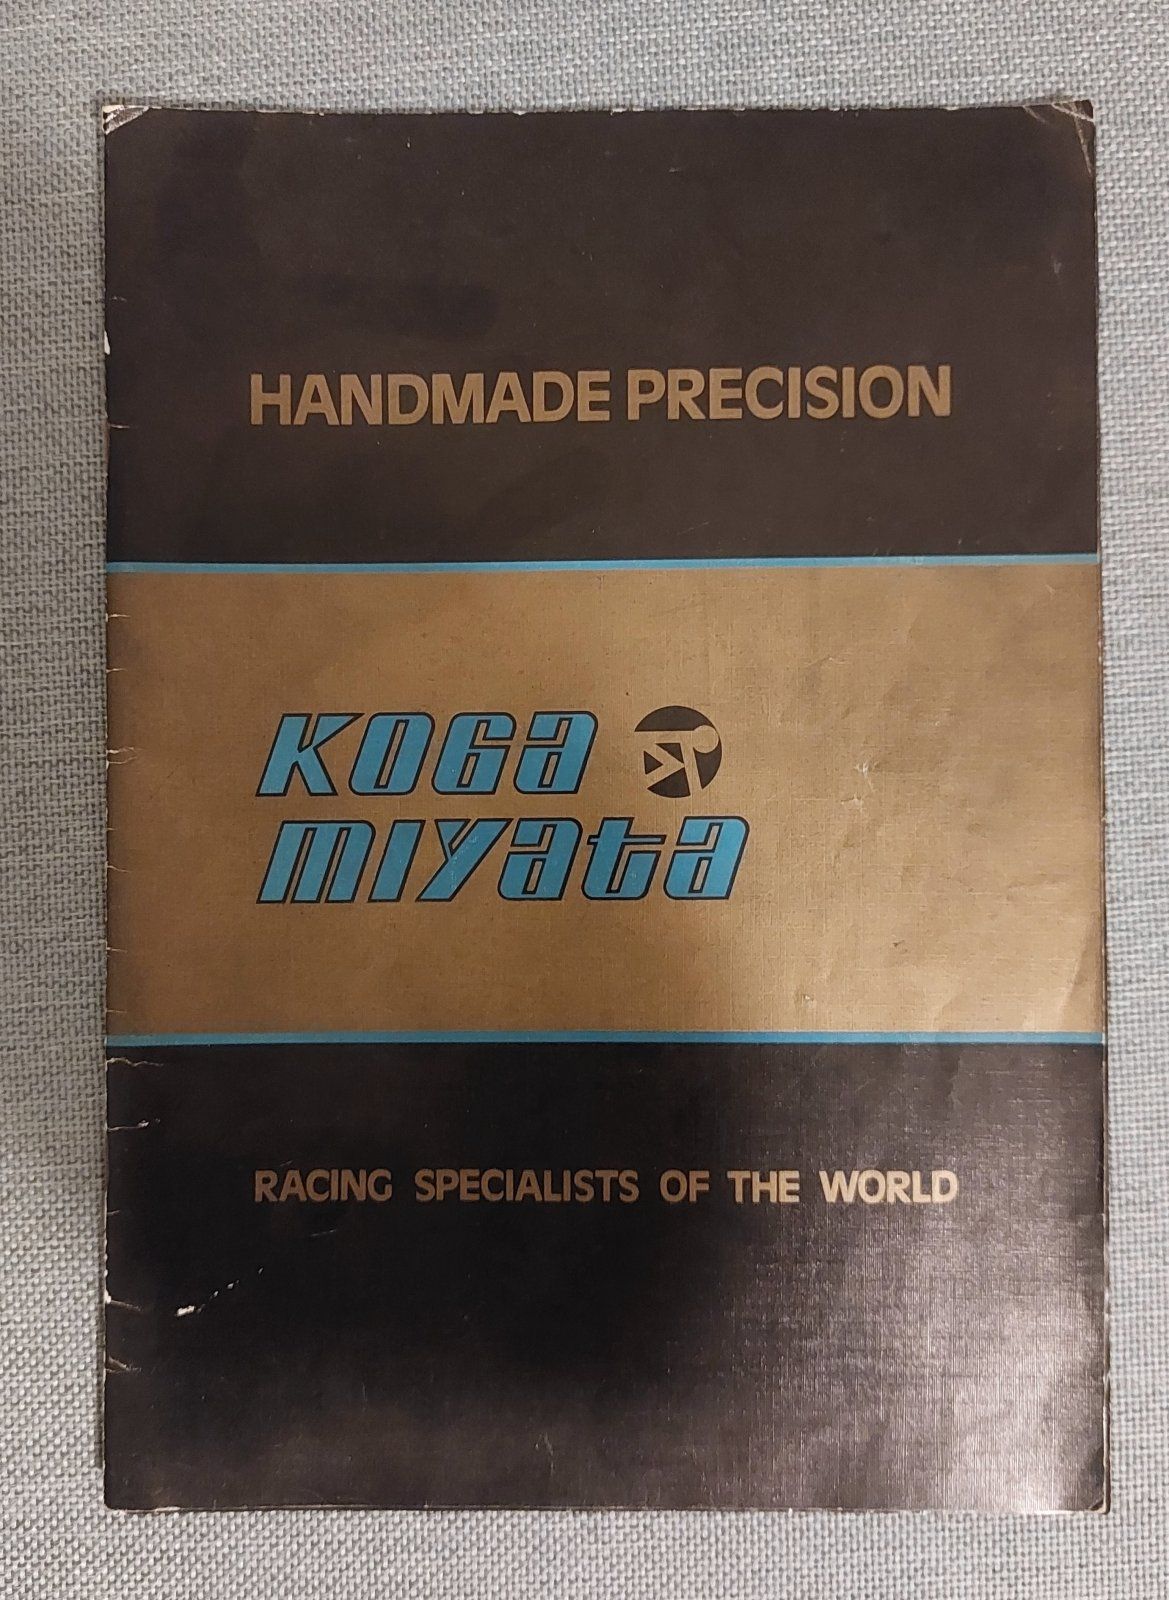 HANDMADE PRECISION
KOGA
MIYATA
RACING SPECIALISTS OF THE WORLD